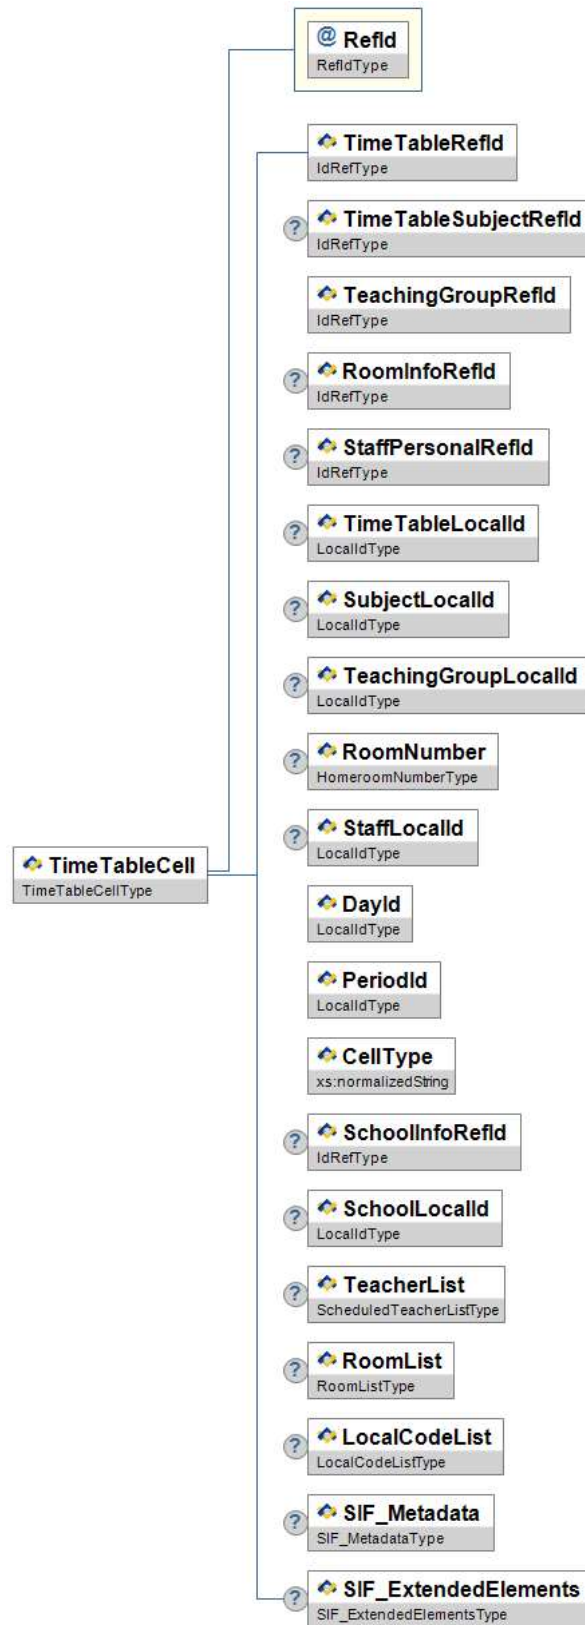 @ RefId
RefIdType
TimeTableRefId
IdRefType
? TimeTableSubjectRefId
IdRefType
TeachingGroupRefId
IdRefType
? RoomInfoRefId
IdRefType
? StaffPersonalRefId
IdRefType
? TimeTableLocalId
LocalIdType
? SubjectLocalId
LocalIdType
? TeachingGroupLocalId
LocalIdType
? RoomNumber
HomeroomNumberType
? StaffLocalId
LocalIdType
TimeTableCell
TimeTableCellType
DayId
LocalIdType
PeriodId
LocalIdType
CellType
xs:normalizedString
? SchoolInfoRefId
IdRefType
? SchoolLocalId
LocalIdType
? TeacherList
ScheduledTeacherListType
? RoomList
RoomListType
? LocalCodeList
LocalCodeListType
? SIF_Metadata
SIF_MetadataType
? SIF_ExtendedElements
SIF_ExtendedElementsType